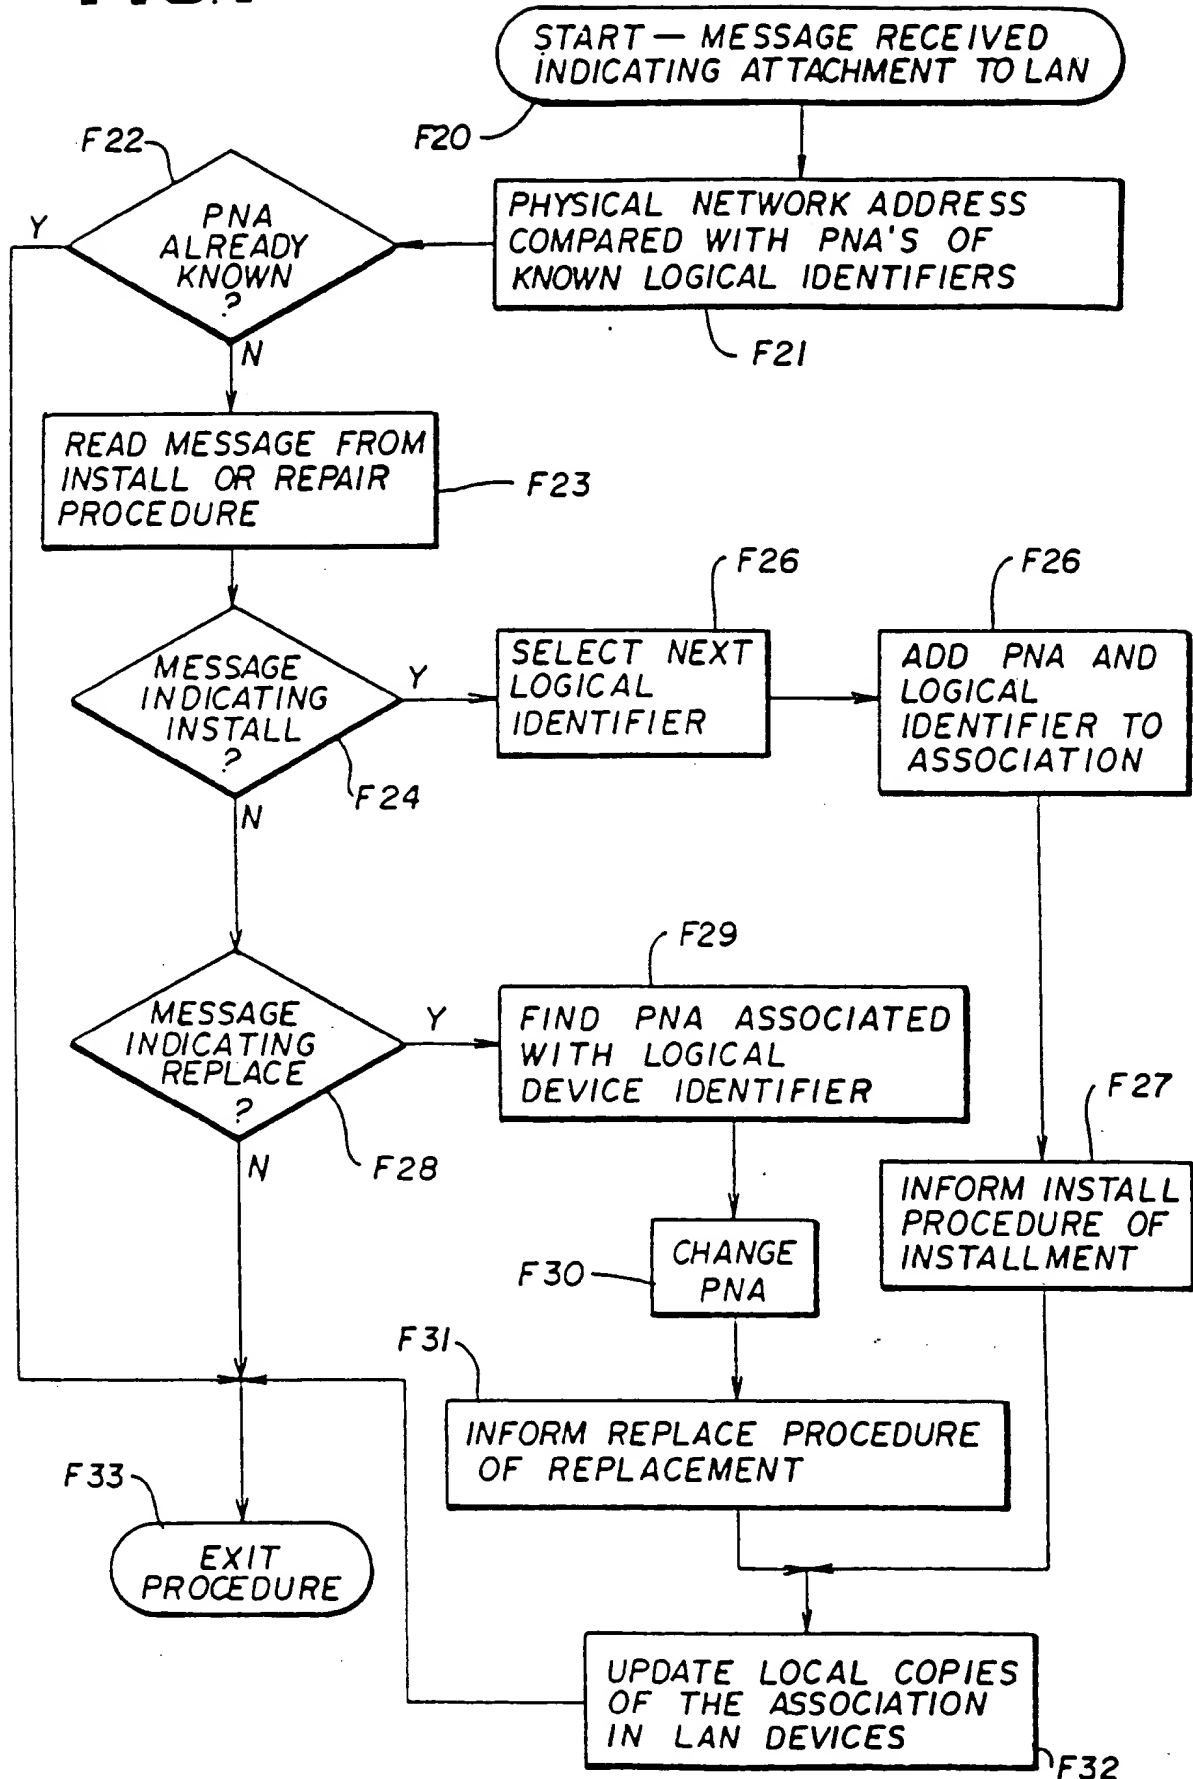 START — MESSAGE RECEIVED
INDICATING ATTACHMENT TO LAN
F20
F22
PNA
ALREADY
KNOWN
?
Y
N
PHYSICAL NETWORK ADDRESS
COMPARED WITH PNA'S OF
KNOWN LOGICAL IDENTIFIERS
F21
READ MESSAGE FROM
INSTALL OR REPAIR
PROCEDURE
F23
MESSAGE
INDICATING
INSTALL
?
Y
N
F24
F26
SELECT NEXT
LOGICAL
IDENTIFIER
F26
ADD PNA AND
LOGICAL
IDENTIFIER TO
ASSOCIATION
MESSAGE
INDICATING
REPLACE
?
Y
N
F28
F29
FIND PNA ASSOCIATED
WITH LOGICAL
DEVICE IDENTIFIER
F27
INFORM INSTALL
PROCEDURE OF
INSTALLMENT
F30
CHANGE
PNA
F31
INFORM REPLACE PROCEDURE
OF REPLACEMENT
F33
EXIT
PROCEDURE
UPDATE LOCAL COPIES
OF THE ASSOCIATION
IN LAN DEVICES
F32